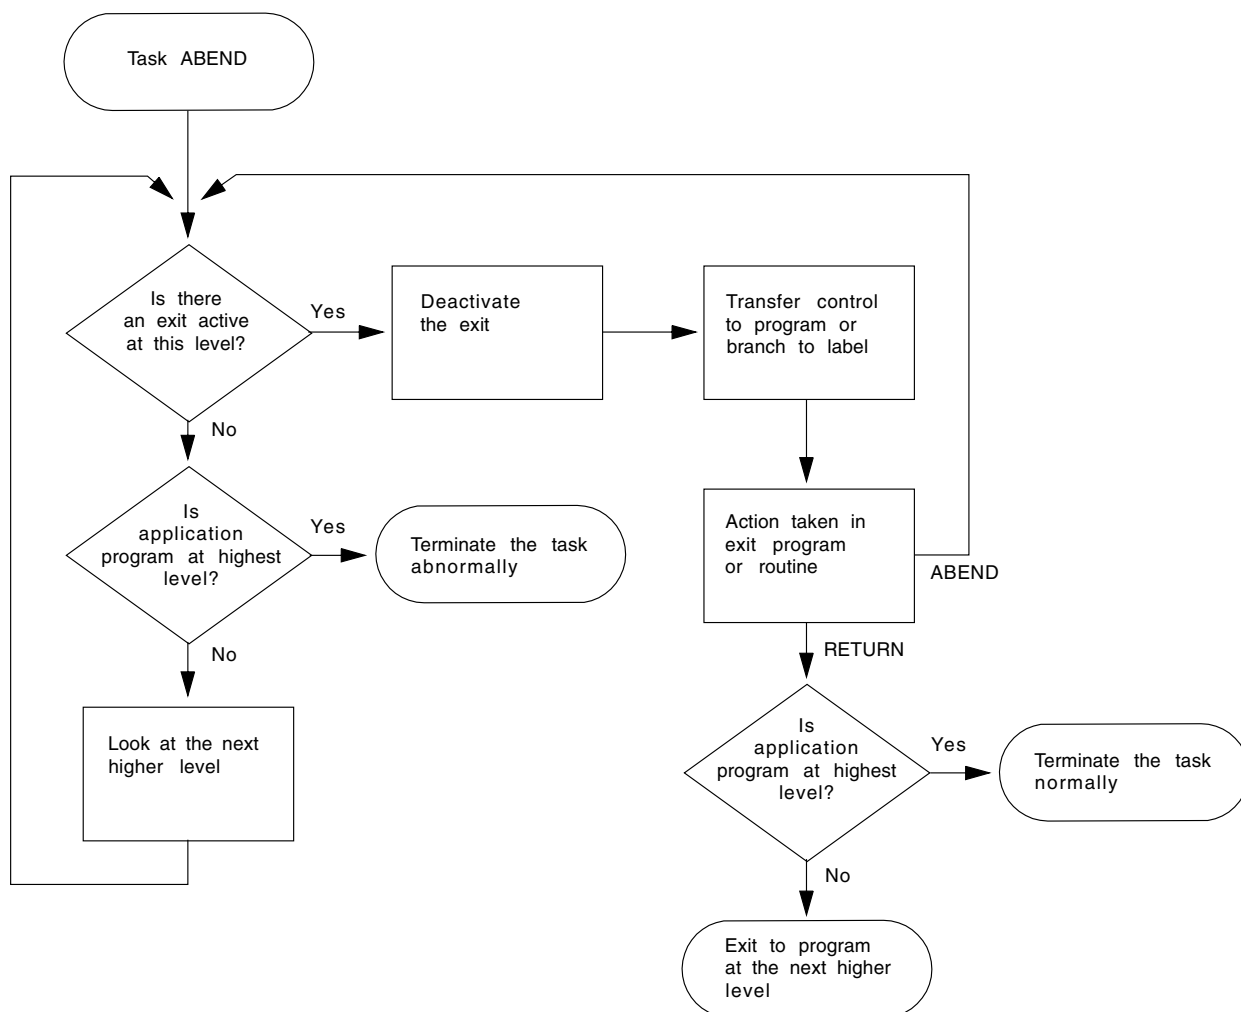 Task ABEND
Is there
an exit active
at this level?
Yes
Deactivate
the exit
Transfer control
to program or
branch to label
No
Is
application
program at highest
level?
Yes
Terminate the task
abnormally
Action taken in
exit program
or routine
ABEND
RETURN
No
Look at the next
higher level
Is
application
program at highest
level?
Yes
Terminate the task
normally
No
Exit to program
at the next higher
level